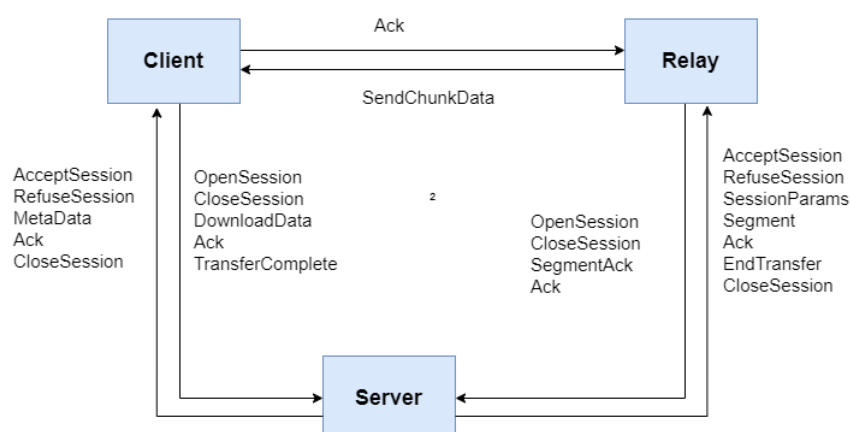 Ack
Client
Relay
SendChunkData
AcceptSession
RefuseSession
MetaData
Ack
CloseSession
OpenSession
CloseSession
DownloadData
Ack
TransferComplete
2
OpenSession
CloseSession
SegmentAck
Ack
AcceptSession
RefuseSession
SessionParams
Segment
Ack
EndTransfer
CloseSession
Server